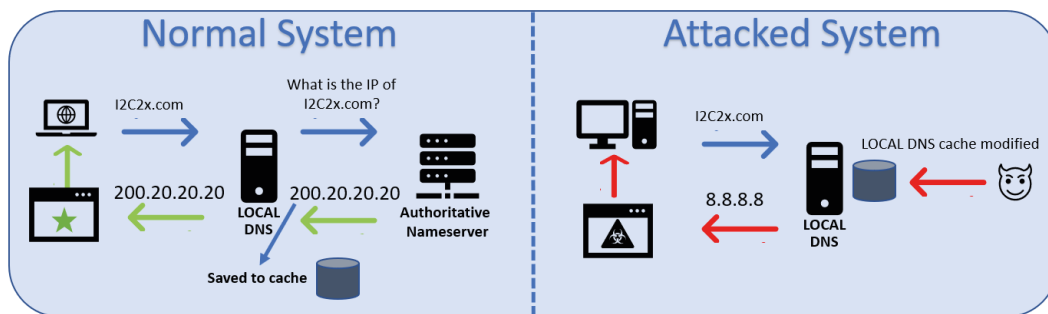 Normal System
I2C2x.com
What is the IP of
I2C2x.com?
200.20.20.20
200.20.20.20
LOCAL
DNS
Authoritative
Nameserver
Saved to cache
Attacked System
I2C2x.com
LOCAL DNS cache modified
8.8.8.8
LOCAL
DNS